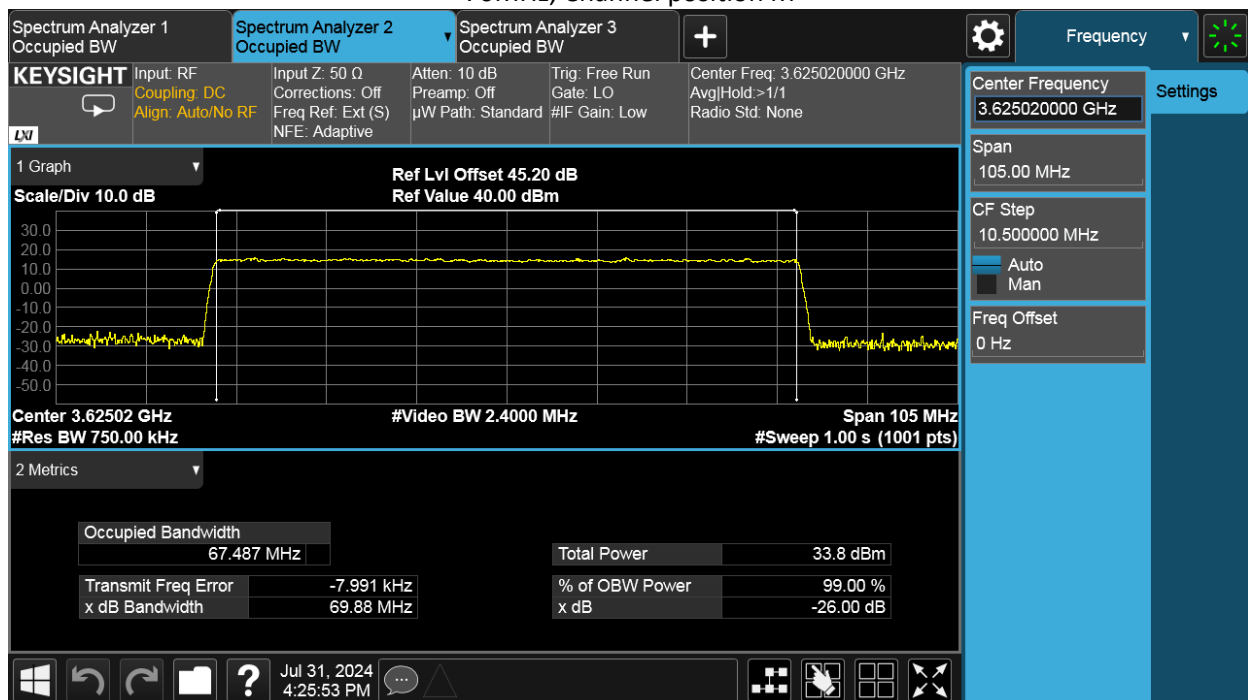 Spectrum Analyzer 1
Occupied BW
Spectrum Analyzer 2
Occupied BW
Spectrum Analyzer 3
Occupied BW
Frequency
KEYSIGHT
LXI
Input: RF
Coupling: DC
Align: Auto/No RF
Input Z: 50 Ω
Corrections: Off
Freq Ref: Ext (S)
NFE: Adaptive
Atten: 10 dB
Preamp: Off
µW Path: Standard
Trig: Free Run
Gate: LO
#IF Gain: Low
Center Freq: 3.625020000 GHz
Avg|Hold:>1/1
Radio Std: None
Center Frequency
3.625020000 GHz
Settings
Span
105.00 MHz
CF Step
10.500000 MHz
Auto
Man
Freq Offset
0 Hz
1 Graph
Scale/Div 10.0 dB
Ref Lvl Offset 45.20 dB
Ref Value 40.00 dBm
30.0
20.0
10.0
0.00
-10.0
-20.0
-30.0
-40.0
-50.0
Center 3.62502 GHz
#Video BW 2.4000 MHz
Span 105 MHz
#Res BW 750.00 kHz
#Sweep 1.00 s (1001 pts)
2 Metrics
Occupied Bandwidth
67.487 MHz
Total Power 33.8 dBm
Transmit Freq Error -7.991 kHz
% of OBW Power 99.00 %
x dB Bandwidth 69.88 MHz
x dB -26.00 dB
?
Jul 31, 2024
4:25:53 PM